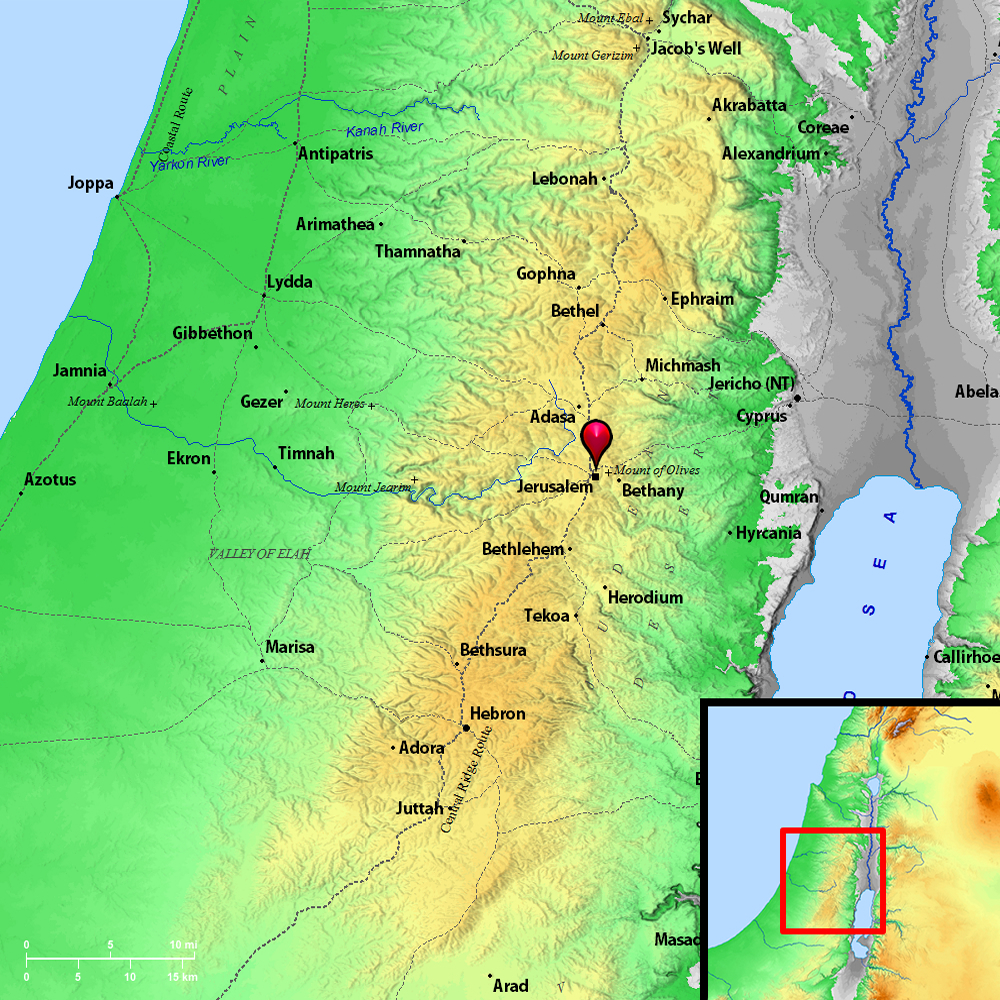 Mount Ebal
Sychar
Jacob's Well
Mount Gerizim
PLAIN
Coastal Route
Akrabatta
Coreae
Kanah River
Yarkon River
Antipatris
Alexandrium
Joppa
Lebonah
Arimathea
Thamnatha
Gophna
Lydda
Ephraim
Bethel
Gibbethon
Michmash
Jamnia
Jericho (NT)
Mount Baalah
Gezer
Mount Heres
Abela
Adasa
Cyprus
Ekron
Timnah
Mount of Olives
Azotus
Mount Jearim
Jerusalem
Bethany
Qumran
Hyrcania
VALLEY OF ELAH
Bethlehem
Herodium
Tekoa
JUDEAN
DESERT
D SEA
Marisa
Bethsura
Callirhoe
Hebron
Adora
Central Ridge Route
Juttah
0 5 10 mi
0 5 10 15 km
Masad
Arad